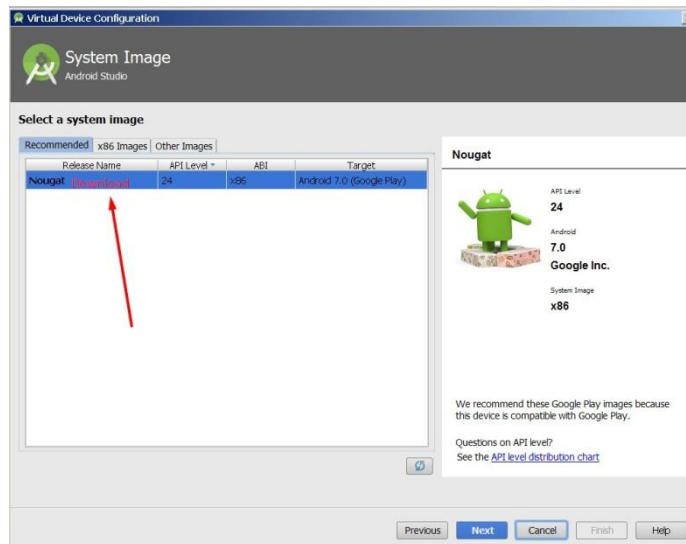 Virtual Device Configuration
System Image
Android Studio
Select a system image
Recommended x86 Images Other Images
Release Name API Level ABI Target
Nougat Download 24 x86 Android 7.0 (Google Play)
Nougat
API Level
24
Android
7.0
Google Inc.
System Image
x86
We recommend these Google Play images because
this device is compatible with Google Play.
Questions on API level?
See the API level distribution chart
Previous Next Cancel Finish Help